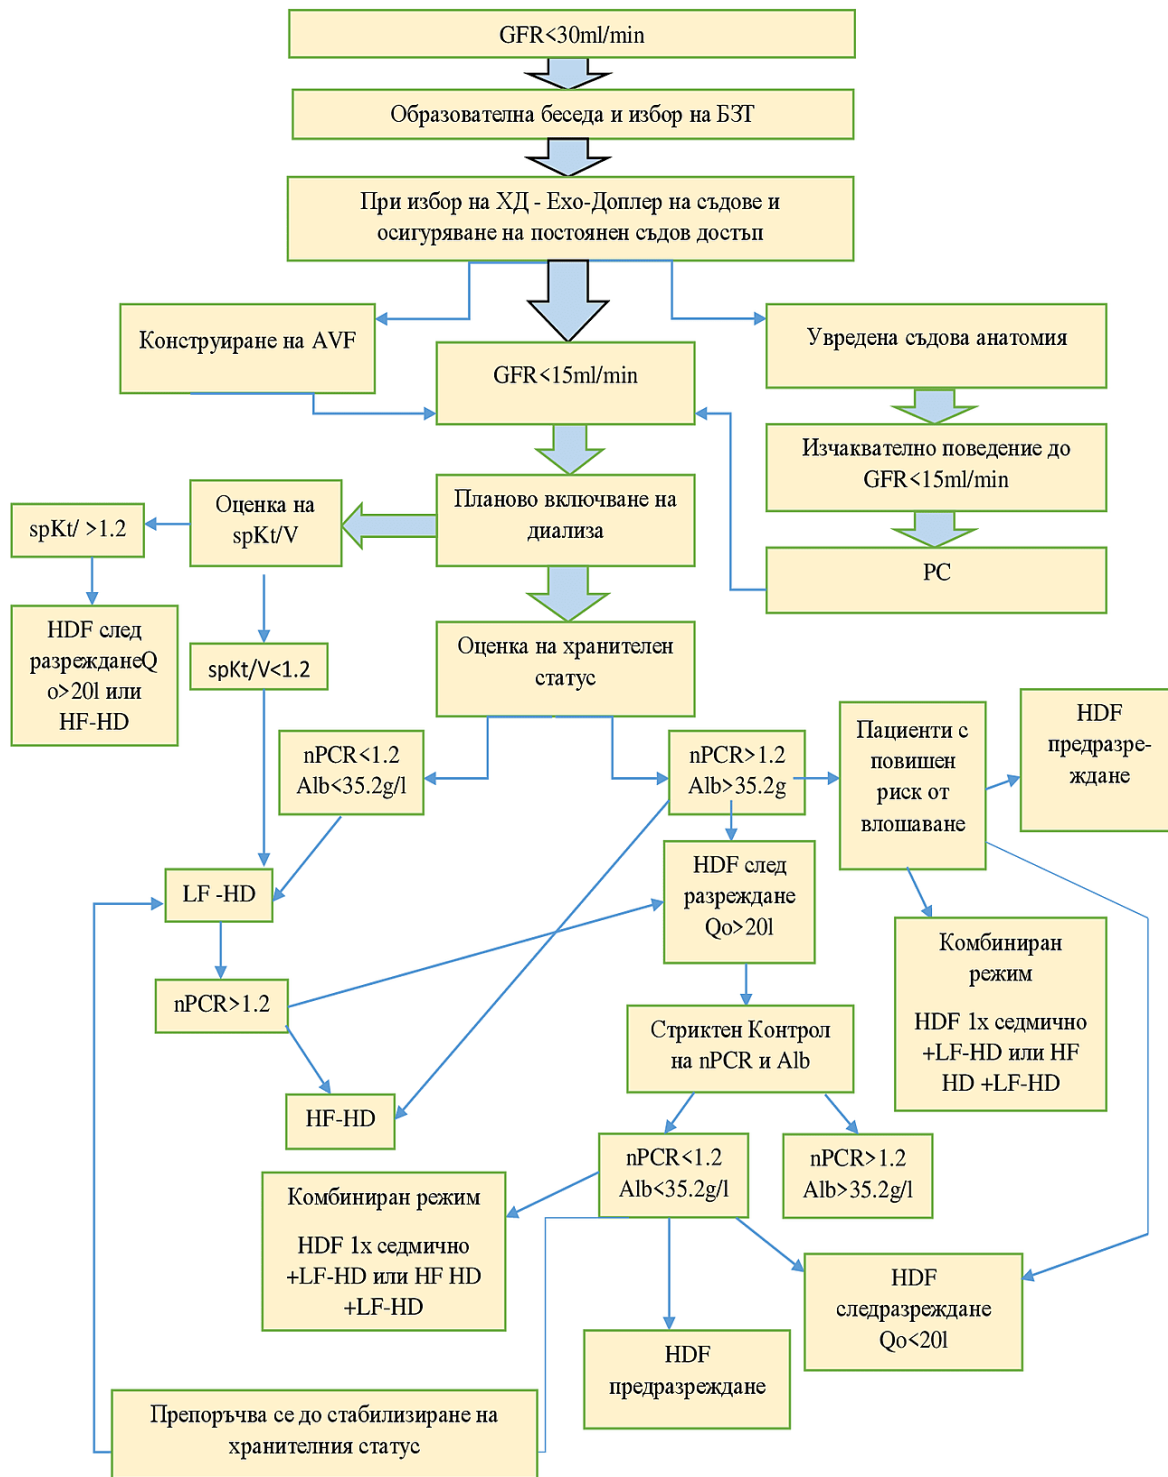 GFR<30ml/min
Образователна беседа и избор на БЗТ
При избор на ХД - Ехо-Доплер на съдове и
осигуряване на постоянен съдов достъп
Конструиране на AVF
GFR<15ml/min
Увредена съдова анатомия
Изчаквателно поведение до
GFR<15ml/min
PC
Планово включване на
диализа
Оценка на
spKt/V
spKt/ >1.2
HDF след
разрежданеQ
o>20l или
HF-HD
spKt/V<1.2
Оценка на хранителен
статус
nPCR<1.2
Alb<35.2g/l
nPCR>1.2
Alb>35.2g
Пациенти с
повишен
риск от
влошаване
HDF
предразре-
ждане
LF -HD
HDF след
разреждане
Qo>20l
Комбиниран
режим
HDF 1x седмично
+LF-HD или HF
HD +LF-HD
nPCR>1.2
HF-HD
Стриктен Контрол
на nPCR и Alb
nPCR<1.2
Alb<35.2g/l
nPCR>1.2
Alb>35.2g/l
Комбиниран режим
HDF 1x седмично
+LF-HD или HF HD
+LF-HD
HDF
предразреждане
HDF
следразреждане
Qo<20l
Препоръчва се до стабилизиране на
хранителния статус